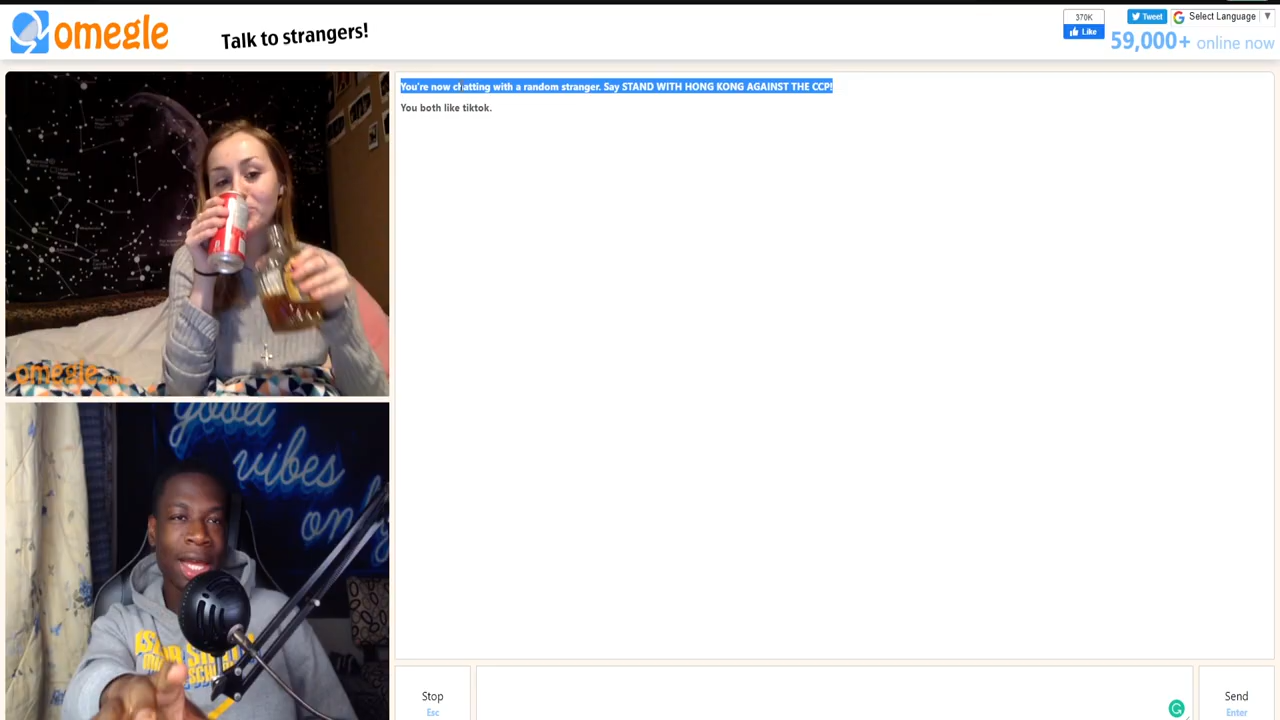 omegle
Talk to strangers!
370K
Like
Tweet
G Select Language ▼
59,000+ online now
You're now chatting with a random stranger. Say STAND WITH HONG KONG AGAINST THE CCP!
You both like tiktok.
omegle
good
vibes
only
Stop
Esc
Send
Enter